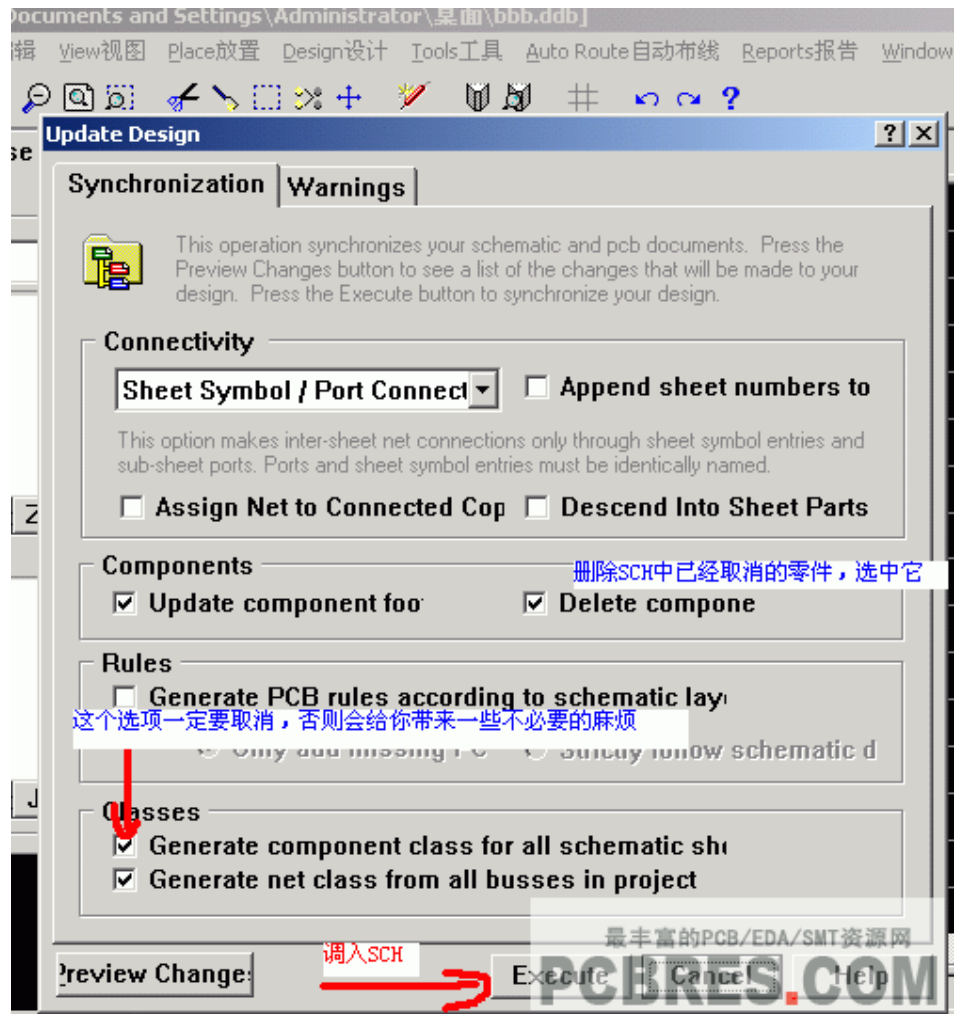 Documents and Settings\Administrator\桌面\bbb.ddb]
编辑 View视图 Place放置 Design设计 Tools工具 Auto Route自动布线 Reports报告 Window
se
Update Design
Synchronization Warnings
This operation synchronizes your schematic and pcb documents. Press the
Preview Changes button to see a list of the changes that will be made to your
design. Press the Execute button to synchronize your design.
Connectivity
Sheet Symbol / Port Connect Append sheet numbers to
This option makes inter-sheet net connections only through sheet symbol entries and
sub-sheet ports. Ports and sheet symbol entries must be identically named.
Assign Net to Connected Cop Descend Into Sheet Parts
Z
Components
删除SCH中已经取消的零件，选中它
Update component foo Delete compone
Rules
Generate PCB rules according to schematic lay
这个选项一定要取消，否则会给你带来一些不必要的麻烦
Only add missing PC Strictly follow schematic d
J
Classes
Generate component class for all schematic she
Generate net class from all busses in project
最丰富的PCB/EDA/SMT资源网
调入SCH
Preview Change Execute Cancel Help
PCBRES.COM